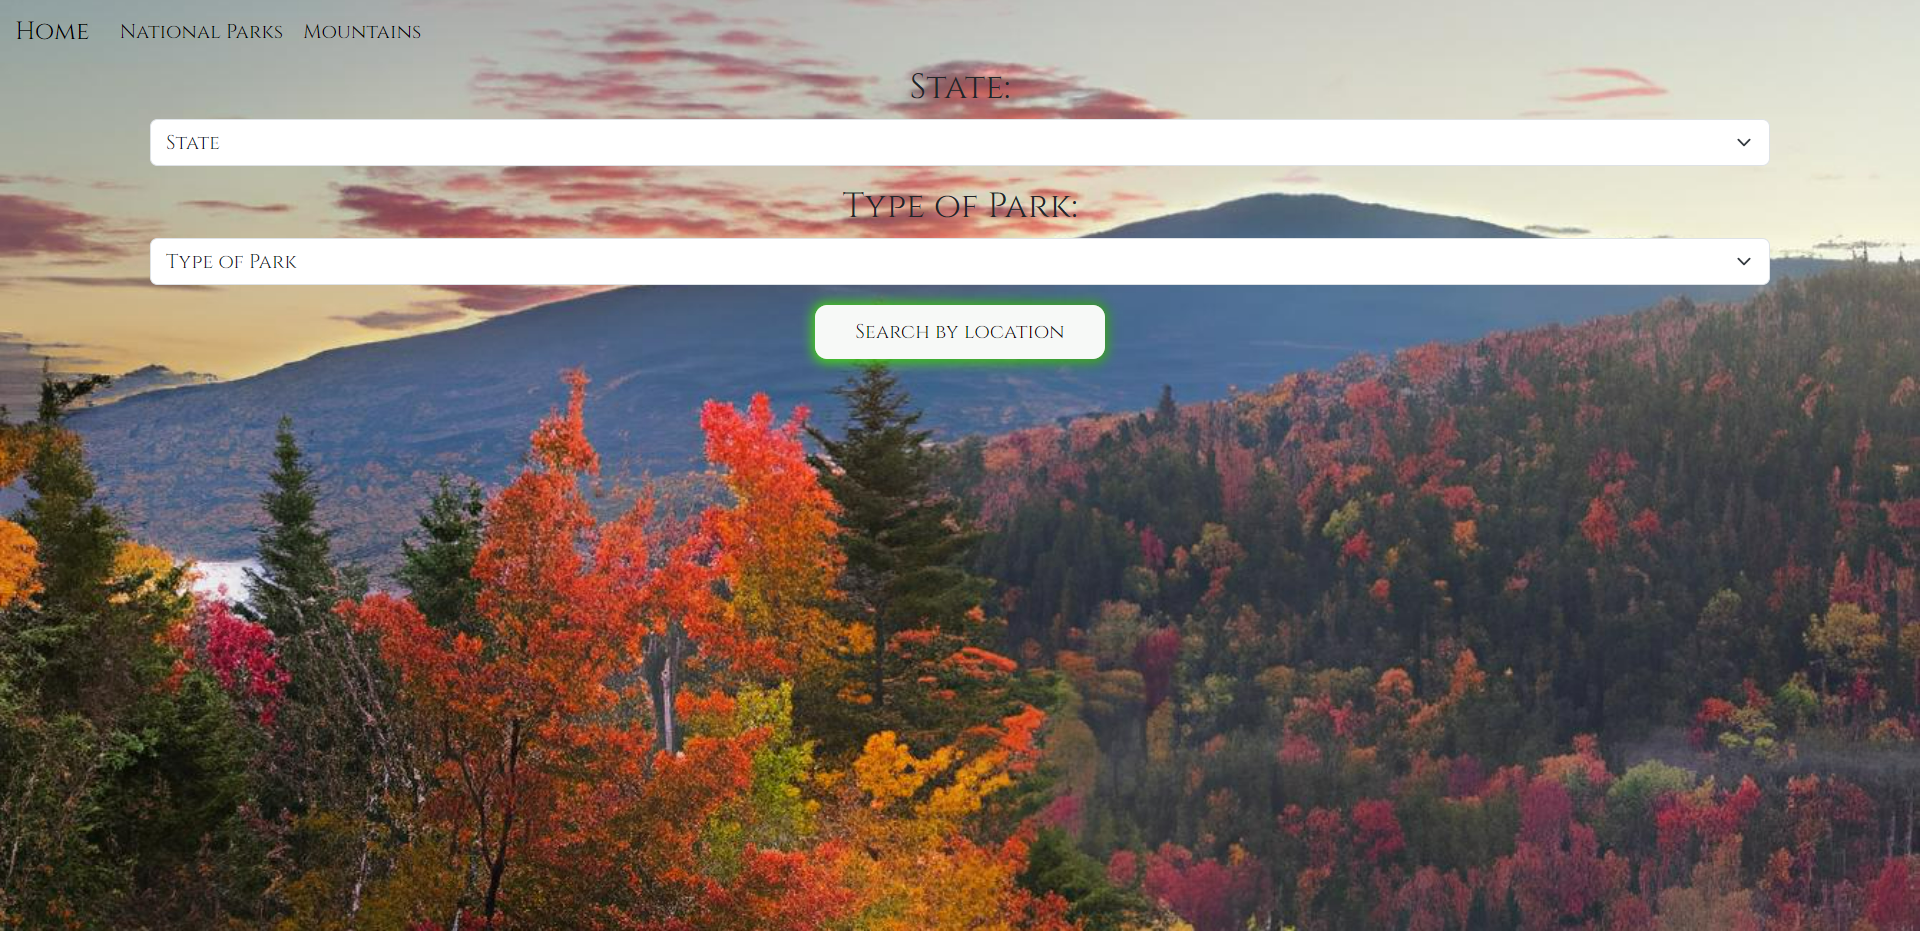 Home National Parks Mountains
State:
State
Type of Park:
Type of Park
Search by location